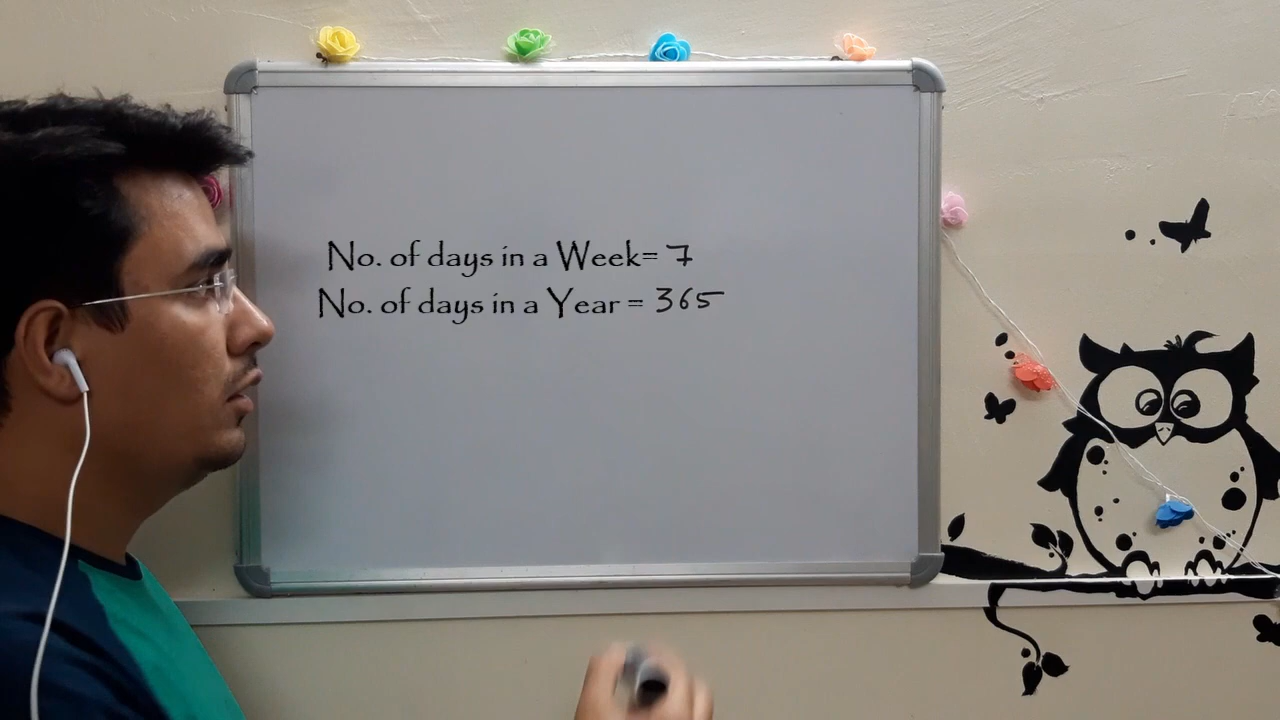 No. of days in a Week= 7
No. of days in a Year = 365